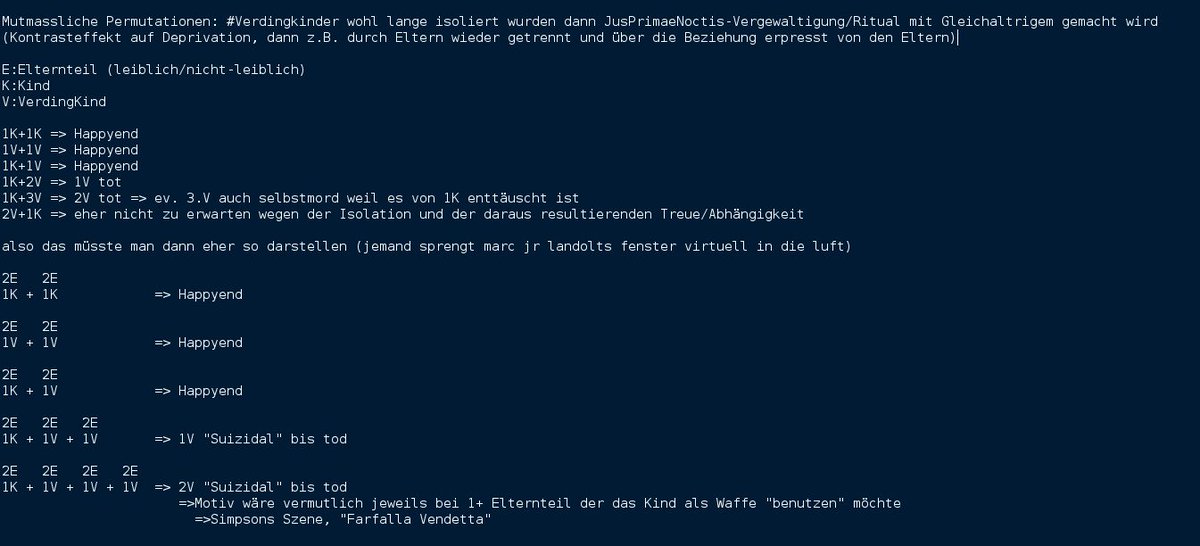 Mutmassliche Permutationen: #Verdingkinder wohl lange isoliert wurden dann JusPrimaeNoctis-Vergewaltigung/Ritual mit Gleichaltrigem gemacht wird
(Kontrasteffekt auf Deprivation, dann z.B. durch Eltern wieder getrennt und über die Beziehung erpresst von den Eltern)
E:Elternteil (leiblich/nicht-leiblich)
K:Kind
V:VerdingKind
1K+1K => Happyend
1V+1V => Happyend
1K+1V => Happyend
1K+2V => 1V tot
1K+3V => 2V tot => ev. 3.V auch selbstmord weil es von 1K enttäuscht ist
2V+1K => eher nicht zu erwarten wegen der Isolation und der daraus resultierenden Treue/Abhängigkeit
also das müsste man dann eher so darstellen (jemand sprengt marc jr landolts fenster virtuell in die luft)
2E 2E
1K + 1K => Happyend
2E 2E
1V + 1V => Happyend
2E 2E
1K + 1V => Happyend
2E 2E 2E
1K + 1V + 1V => 1V "Suizidal" bis tod
2E 2E 2E 2E
1K + 1V + 1V + 1V => 2V "Suizidal" bis tod
=>Motiv wäre vermutlich jeweils bei 1+ Elternteil der das Kind als Waffe "benutzen" möchte
=>Simpsons Szene, "Farfalla Vendetta"